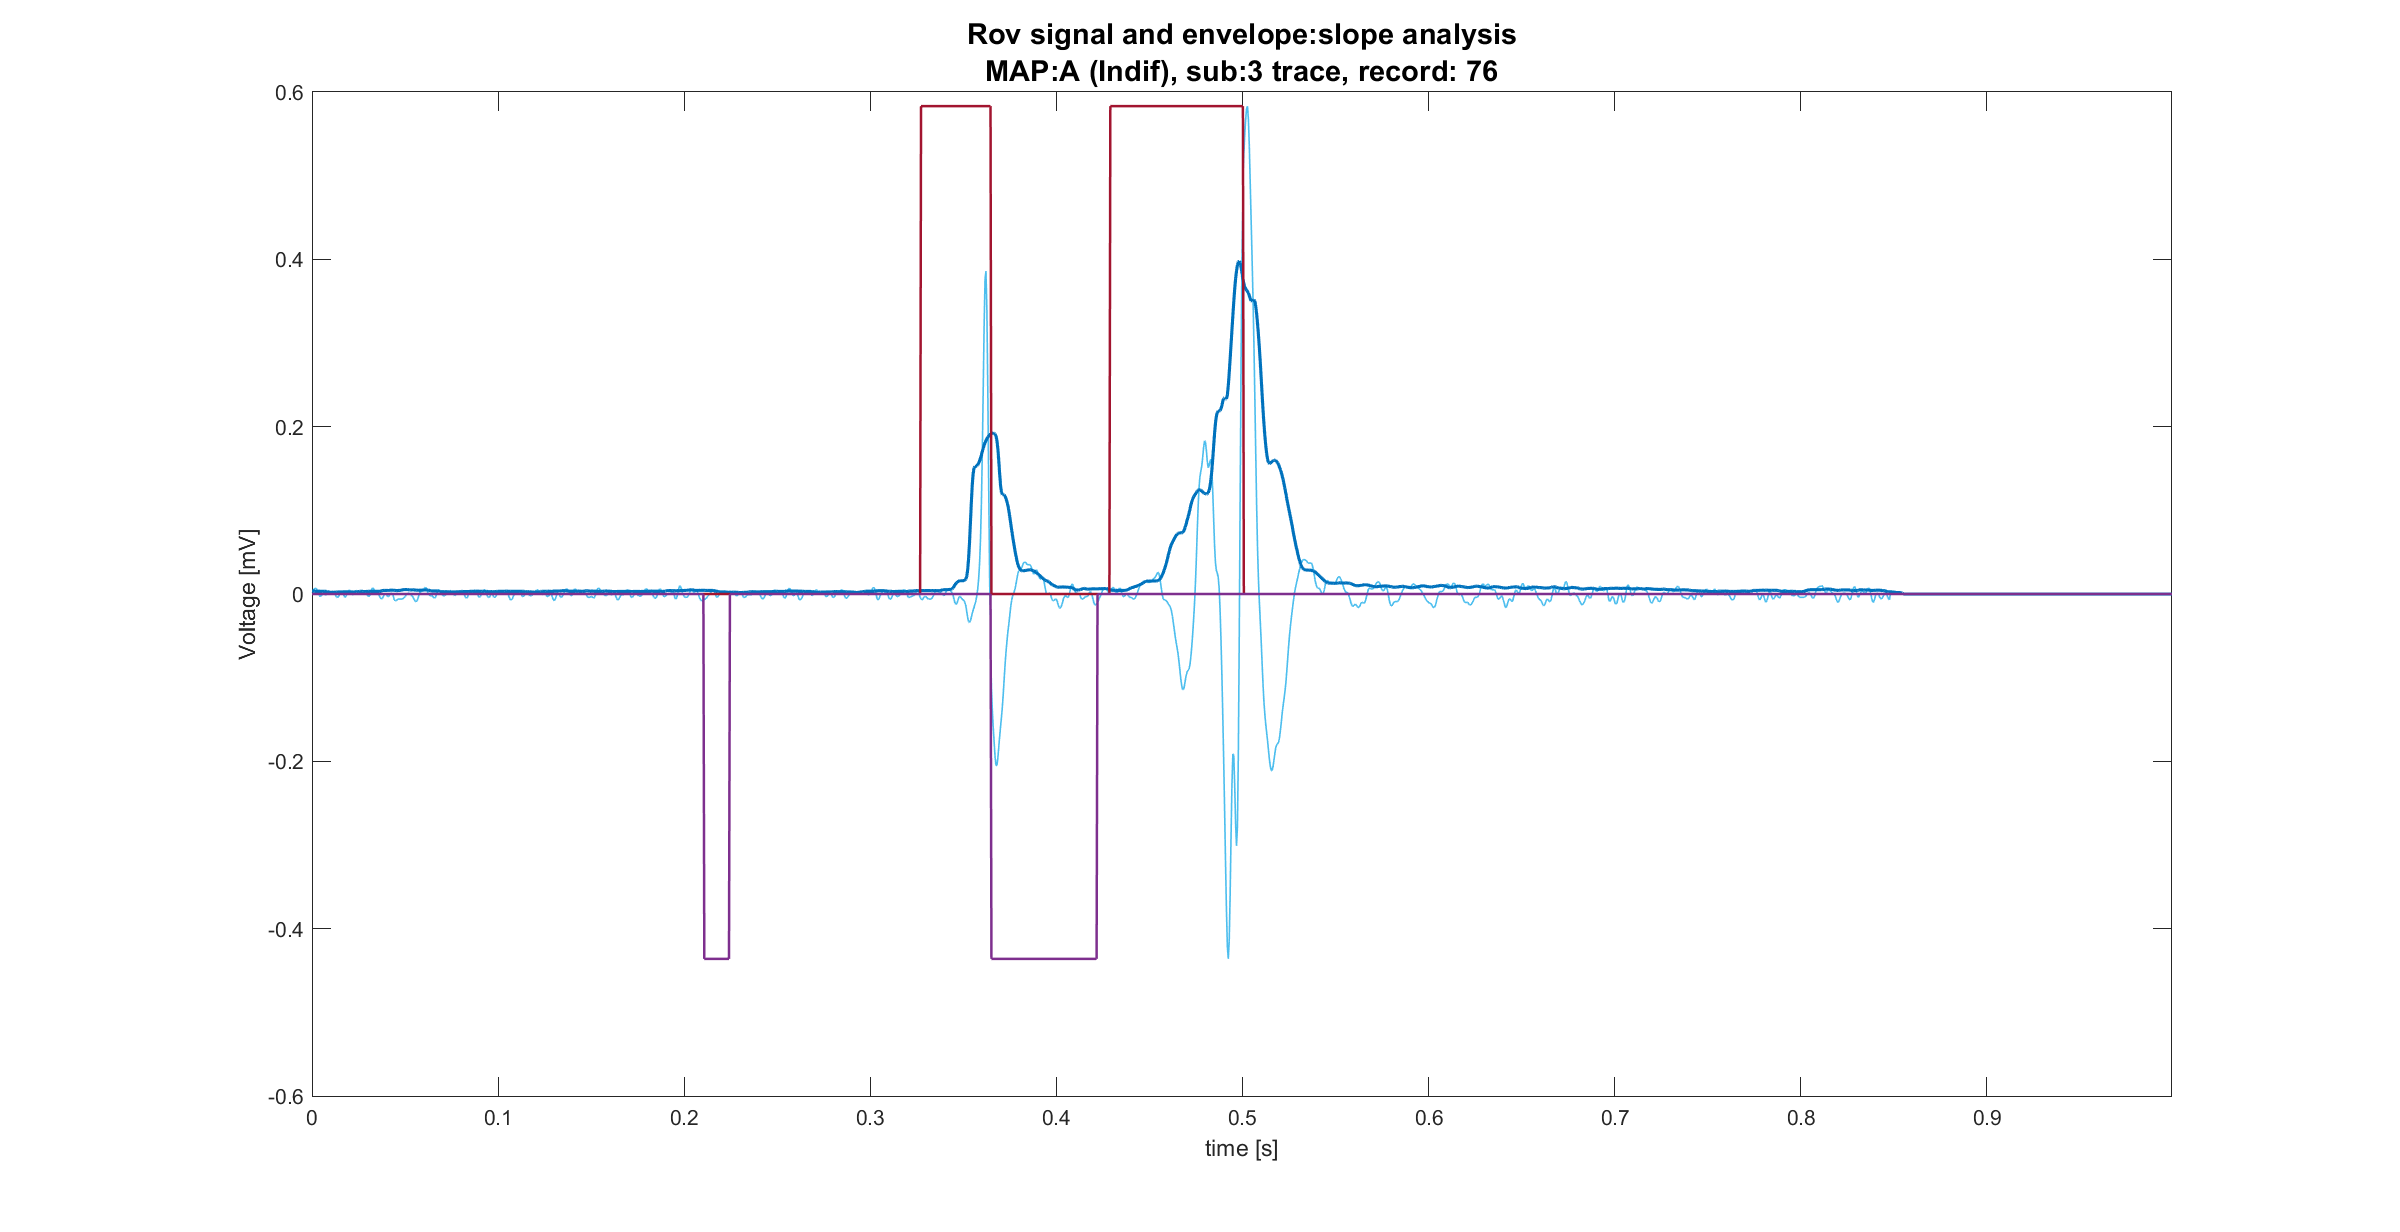 Rov signal and envelope:slope analysis
MAP:A (Indif), sub:3 trace, record: 76
0.6
0.4
0.2
0
-0.2
-0.4
-0.6
Voltage [mV]
0 0.1 0.2 0.3 0.4 0.5 0.6 0.7 0.8 0.9
time [s]